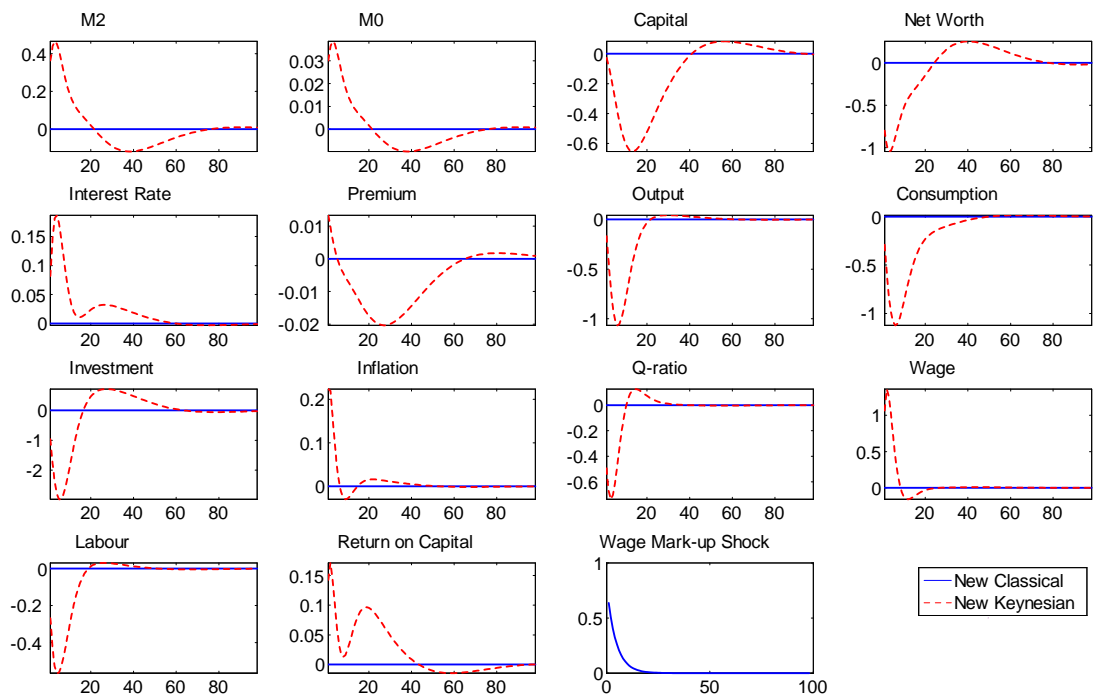 M2
0.4
0.2
0
20 40 60 80
M0
0.03
0.02
0.01
0
20 40 60 80
Capital
0
-0.2
-0.4
-0.6
20 40 60 80
Net Worth
0
-0.5
-1
20 40 60 80
Interest Rate
0.15
0.1
0.05
0
20 40 60 80
Premium
0.01
0
-0.01
-0.02
20 40 60 80
Output
0
-0.5
-1
20 40 60 80
Consumption
0
-0.5
-1
20 40 60 80
Investment
0
-1
-2
20 40 60 80
Inflation
0.2
0.1
0
20 40 60 80
Q-ratio
0
-0.2
-0.4
-0.6
20 40 60 80
Wage
1
0.5
0
20 40 60 80
Labour
0
-0.2
-0.4
20 40 60 80
Return on Capital
0.15
0.1
0.05
0
20 40 60 80
Wage Mark-up Shock
1
0.5
0
0 50 100
New Classical
New Keynesian